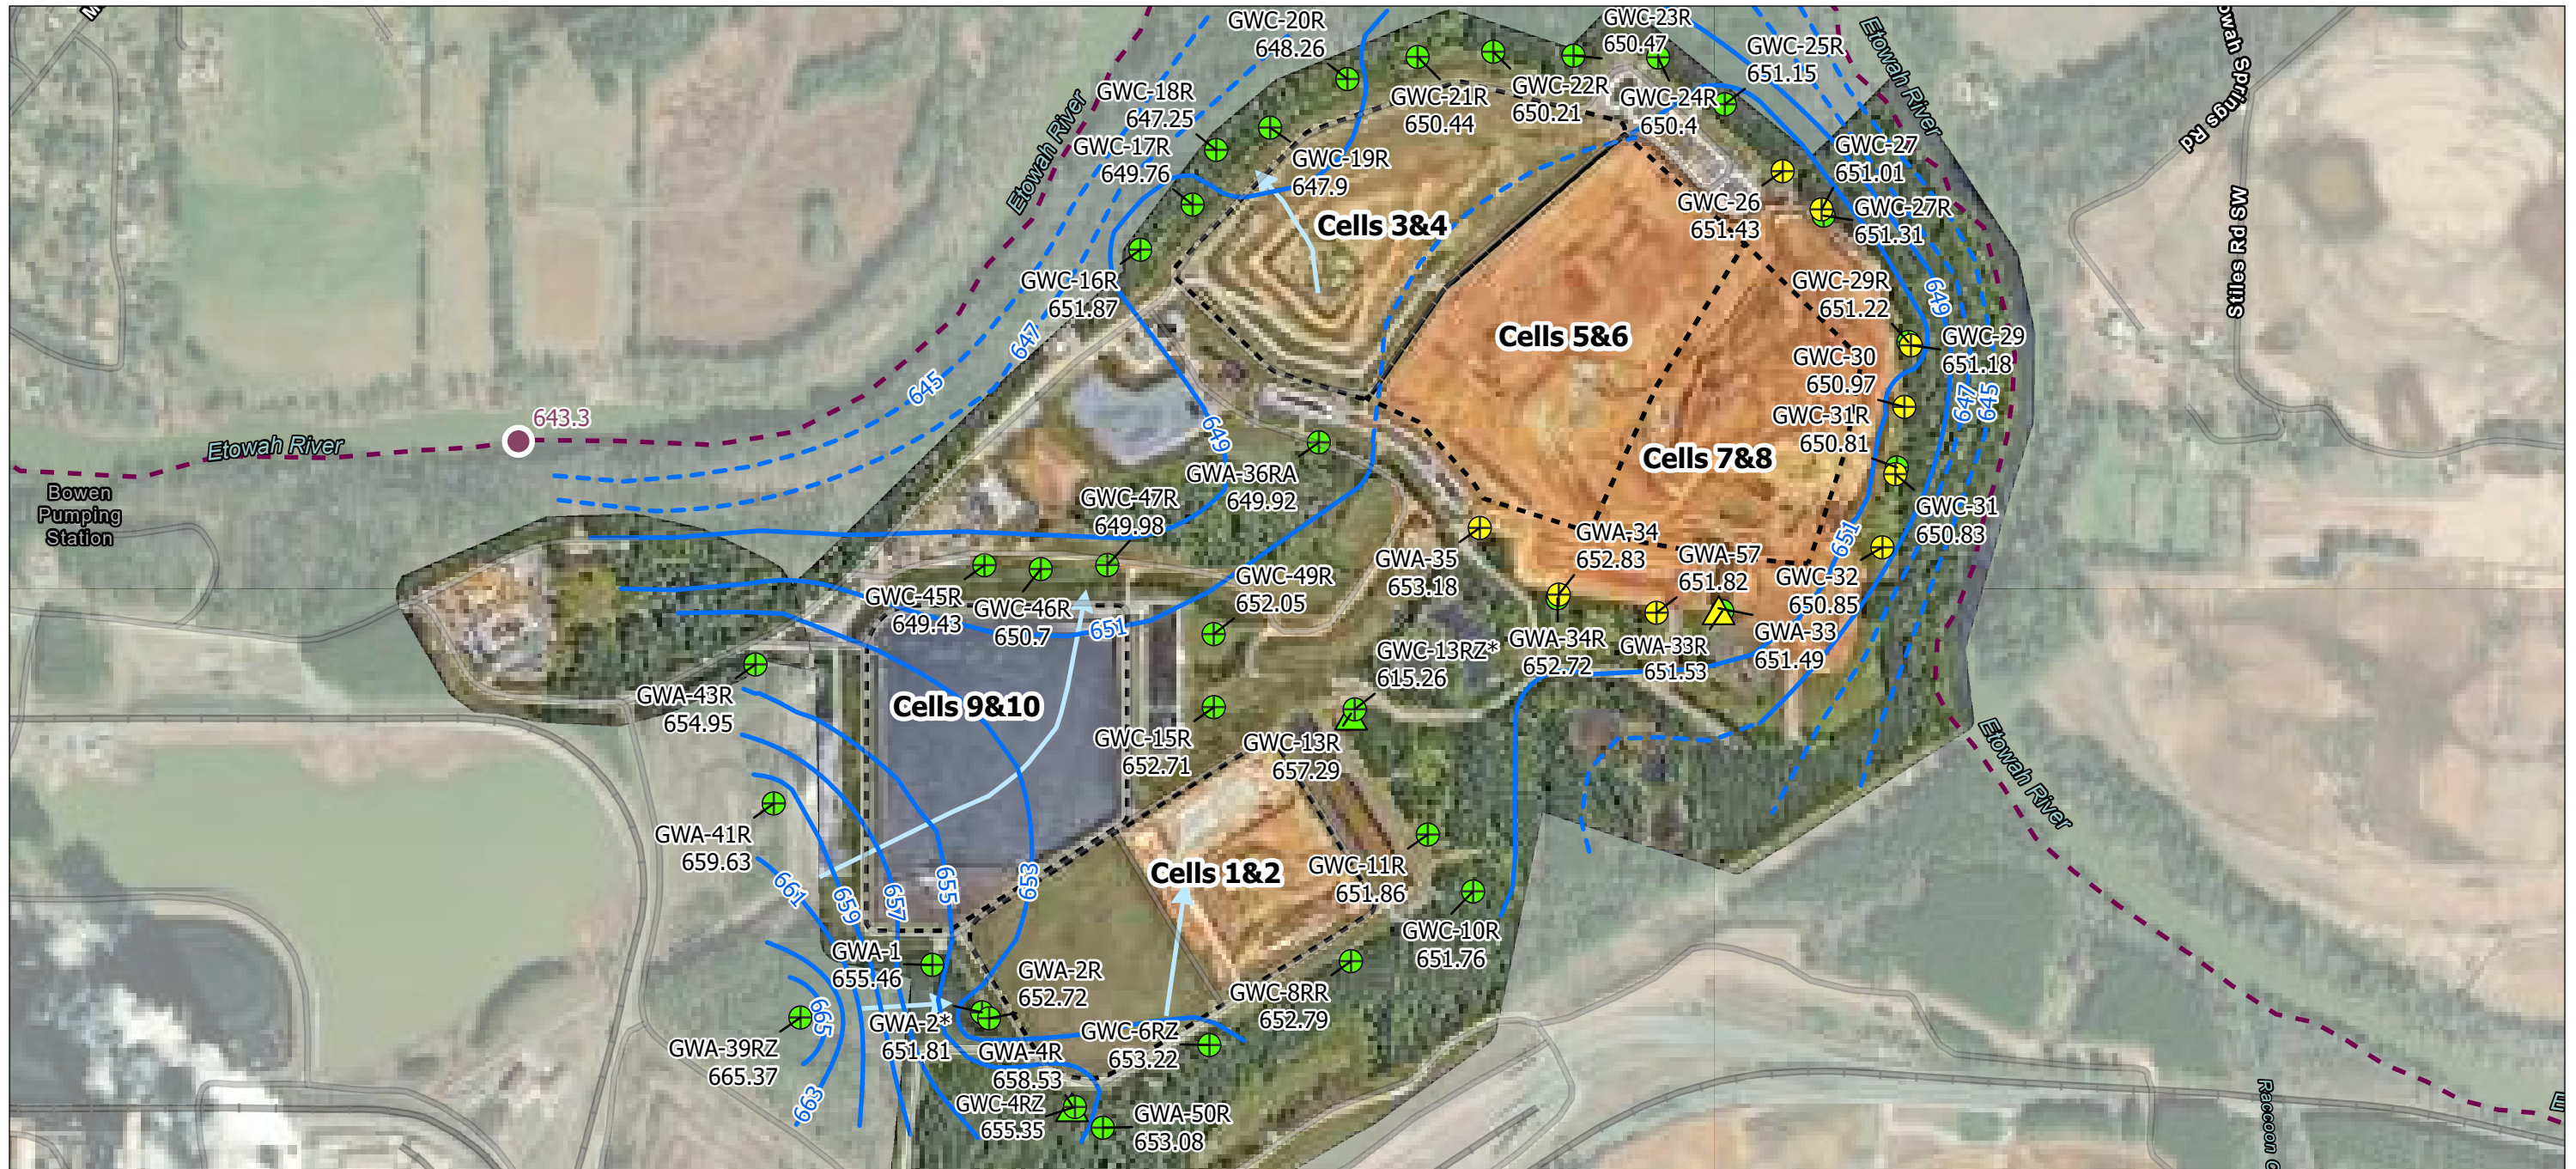 GWC-20R
648.26
GWC-23R
650.47
GWC-25R
651.15
Etowah River
owah Springs Rd
GWC-18R
647.25
GWC-21R
650.44
GWC-22R
650.21
GWC-24R
650.4
Etowah River
GWC-17R
649.76
GWC-19R
647.9
GWC-27
651.01
GWC-26
651.43
GWC-27R
651.31
Stiles Rd SW
Cells 3&4
GWC-16R
651.87
GWC-29R
651.22
649
647
Cells 5&6
GWC-29
651.18
GWC-30
650.97
645
647
645
643.3
Etowah River
649
GWC-31R
650.81
Cells 7&8
GWA-36RA
649.92
Bowen
Pumping
Station
GWC-47R
649.98
GWC-31
650.83
GWA-35
653.18
GWA-34
652.83
651
GWA-57
651.82
GWC-32
650.85
GWC-49R
652.05
GWC-45R
649.43
GWC-46R
650.7
651
GWC-13RZ*
615.26
GWA-34R
652.72
GWA-33R
651.53
GWA-33
651.49
GWA-43R
654.95
Cells 9&10
GWC-15R
652.71
GWC-13R
657.29
Etowah River
GWA-41R
659.63
661
659
657
655
653
Cells 1&2
GWC-11R
651.86
GWC-10R
651.76
GWA-1
655.46
GWA-2R
652.72
GWC-8RR
652.79
665
GWA-2*
651.81
GWC-6RZ
653.22
GWA-39RZ
665.37
GWA-4R
658.53
663
GWC-4RZ
655.35
GWA-50R
653.08
Raccoon